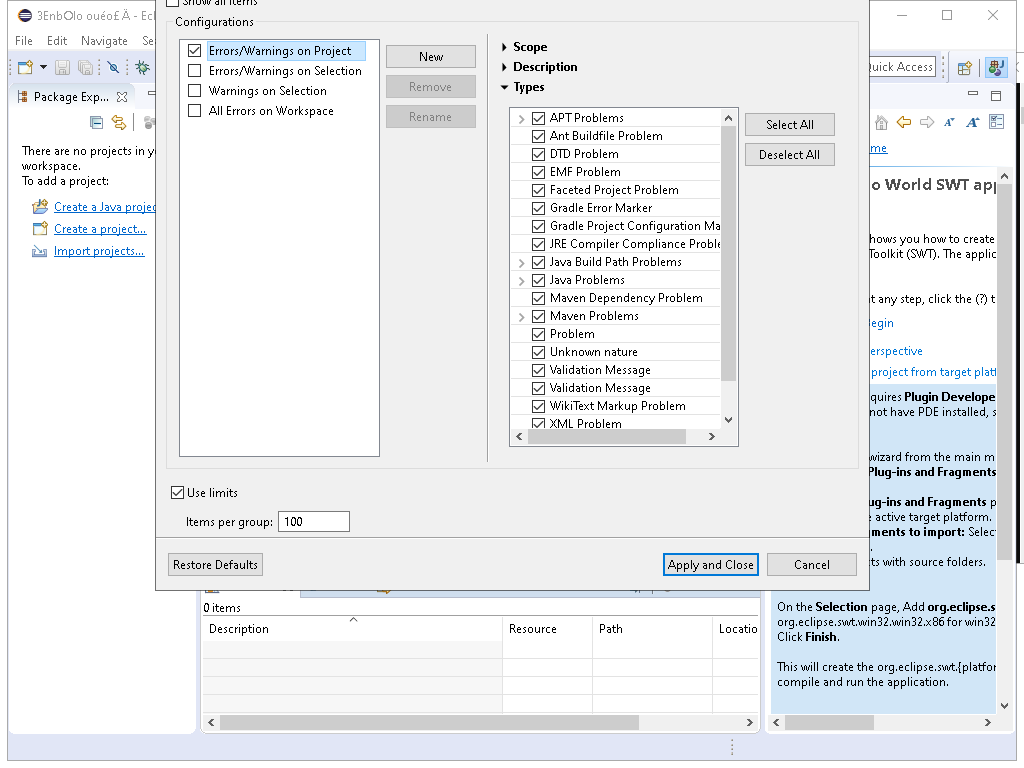 Show all items
3EnbOlo ouéo£Ä - Ecl
File Edit Navigate Se
Quick Access
Package Exp...
There are no projects in y
workspace.
To add a project:
Create a Java projec
Create a project...
Import projects...
Configurations
Errors/Warnings on Project
Errors/Warnings on Selection
Warnings on Selection
All Errors on Workspace
New
Remove
Rename
Scope
Description
Types
APT Problems
Ant Buildfile Problem
DTD Problem
EMF Problem
Faceted Project Problem
Gradle Error Marker
Gradle Project Configuration Ma
JRE Compiler Compliance Proble
Java Build Path Problems
Java Problems
Maven Dependency Problem
Maven Problems
Problem
Unknown nature
Validation Message
Validation Message
WikiText Markup Problem
XML Problem
Select All
Deselect All
Use limits
Items per group: 100
Restore Defaults
Apply and Close
Cancel
0 items
Description Resource Path Locatio
me
o World SWT app
hows you how to create
Toolkit (SWT). The applic
t any step, click the (?) t
egin
erspective
project from target platf
quires Plugin Develope
not have PDE installed, s
wizard from the main m
Plug-ins and Fragments
ug-ins and Fragments p
e active target platform.
ments to import: Selec
.
ts with source folders.
On the Selection page, Add org.eclipse.s
org.eclipse.swt.win32.win32.x86 for win32
Click Finish.
This will create the org.eclipse.swt.{platfor
compile and run the application.